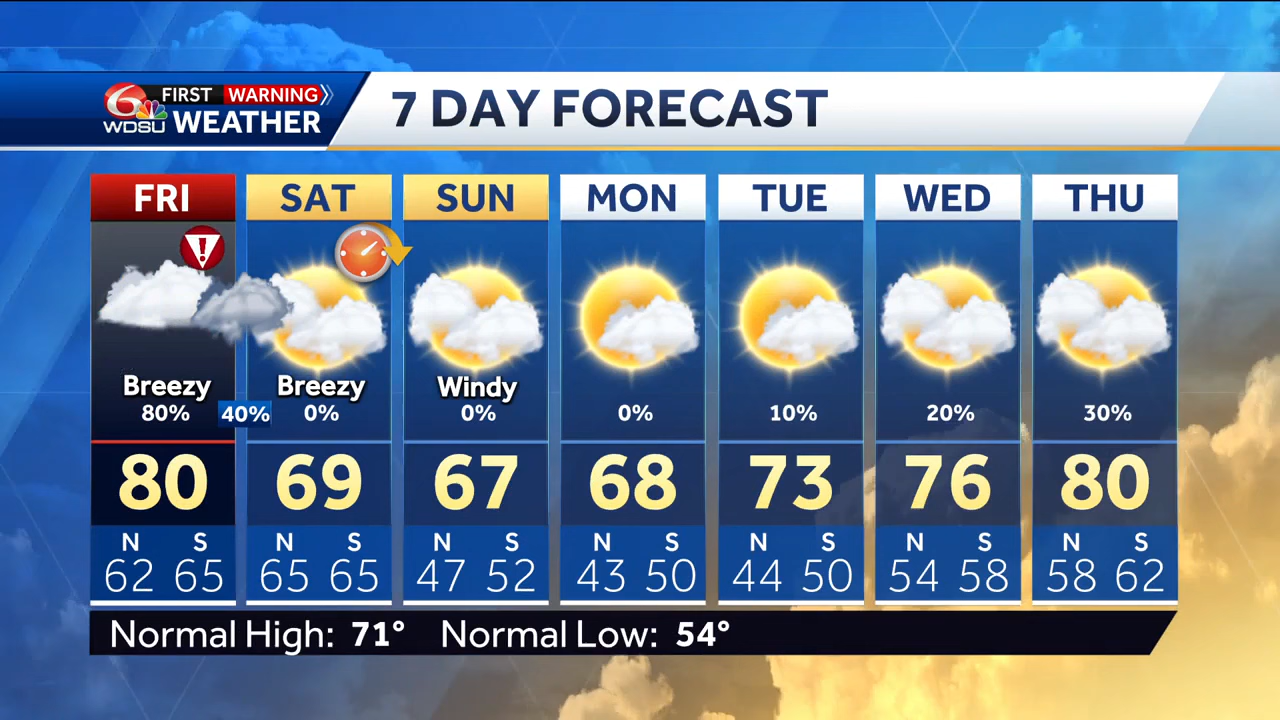 6 FIRST WARNING
WDSU WEATHER
7 DAY FORECAST
FRI SAT SUN MON TUE WED THU
!
Breezy Breezy Windy
80% 40% 0% 0% 0% 10% 20% 30%
80 69 67 68 73 76 80
N S N S N S N S N S N S N S
62 65 65 65 47 52 43 50 44 50 54 58 58 62
Normal High: 71° Normal Low: 54°